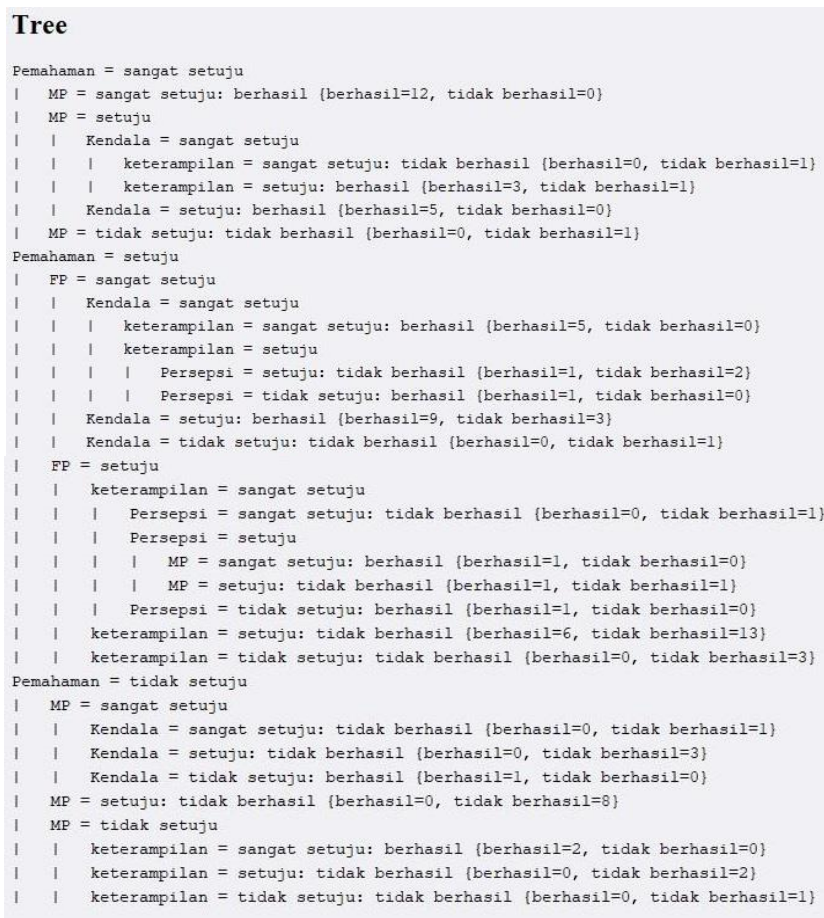 Tree
Pemahaman = sangat setuju
|   MP = sangat setuju: berhasil {berhasil=12, tidak berhasil=0}
|   MP = setuju
|   |   Kendala = sangat setuju
|   |   |   keterampilan = sangat setuju: tidak berhasil {berhasil=0, tidak berhasil=1}
|   |   |   keterampilan = setuju: berhasil {berhasil=3, tidak berhasil=1}
|   |   Kendala = setuju: berhasil {berhasil=5, tidak berhasil=0}
|   MP = tidak setuju: tidak berhasil {berhasil=0, tidak berhasil=1}
Pemahaman = setuju
|   FP = sangat setuju
|   |   Kendala = sangat setuju
|   |   |   keterampilan = sangat setuju: berhasil {berhasil=5, tidak berhasil=0}
|   |   |   keterampilan = setuju
|   |   |   |   Persepsi = setuju: tidak berhasil {berhasil=1, tidak berhasil=2}
|   |   |   |   Persepsi = tidak setuju: berhasil {berhasil=1, tidak berhasil=0}
|   |   Kendala = setuju: berhasil {berhasil=9, tidak berhasil=3}
|   |   Kendala = tidak setuju: tidak berhasil {berhasil=0, tidak berhasil=1}
|   FP = setuju
|   |   keterampilan = sangat setuju
|   |   |   Persepsi = sangat setuju: tidak berhasil {berhasil=0, tidak berhasil=1}
|   |   |   Persepsi = setuju
|   |   |   |   MP = sangat setuju: berhasil {berhasil=1, tidak berhasil=0}
|   |   |   |   MP = setuju: tidak berhasil {berhasil=1, tidak berhasil=1}
|   |   |   Persepsi = tidak setuju: berhasil {berhasil=1, tidak berhasil=0}
|   |   keterampilan = setuju: tidak berhasil {berhasil=6, tidak berhasil=13}
|   |   keterampilan = tidak setuju: tidak berhasil {berhasil=0, tidak berhasil=3}
Pemahaman = tidak setuju
|   MP = sangat setuju
|   |   Kendala = sangat setuju: tidak berhasil {berhasil=0, tidak berhasil=1}
|   |   Kendala = setuju: tidak berhasil {berhasil=0, tidak berhasil=3}
|   |   Kendala = tidak setuju: berhasil {berhasil=1, tidak berhasil=0}
|   MP = setuju: tidak berhasil {berhasil=0, tidak berhasil=8}
|   MP = tidak setuju
|   |   keterampilan = sangat setuju: berhasil {berhasil=2, tidak berhasil=0}
|   |   keterampilan = setuju: tidak berhasil {berhasil=0, tidak berhasil=2}
|   |   keterampilan = tidak setuju: tidak berhasil {berhasil=0, tidak berhasil=1}